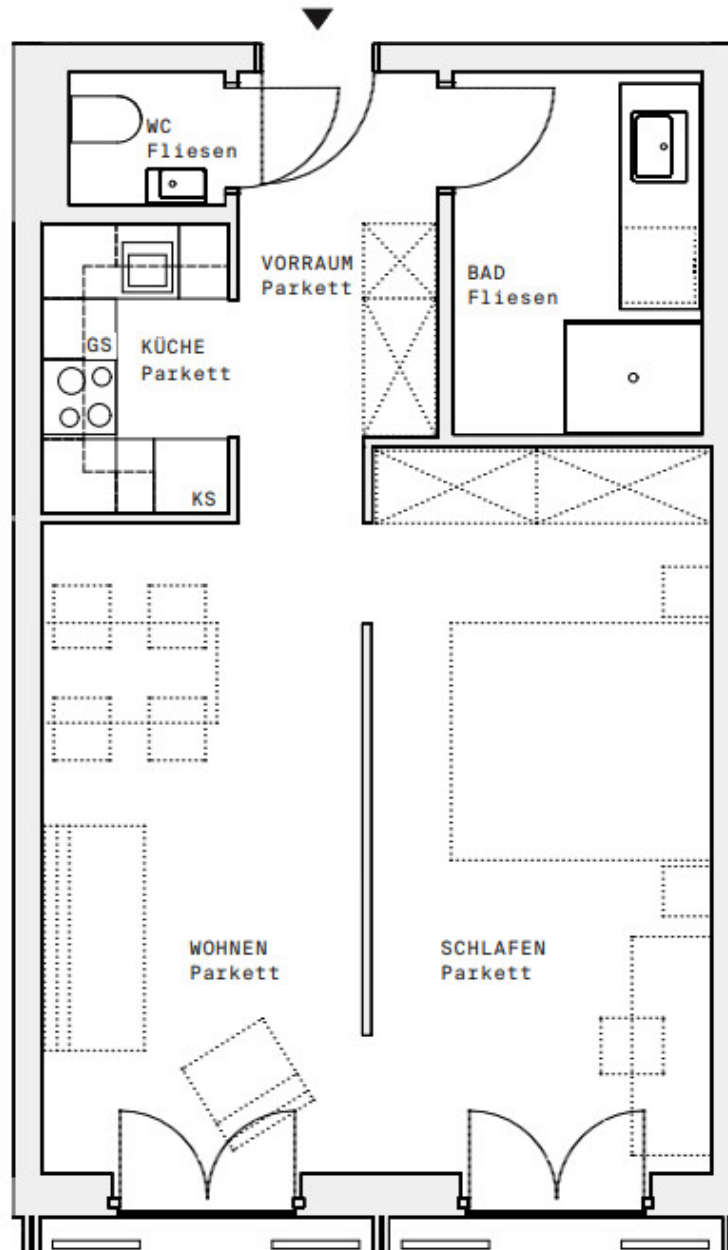 WC
Fliesen
VORRAUM
Parkett
BAD
Fliesen
GS
KÜCHE
Parkett
KS
WOHNEN
Parkett
SCHLAFEN
Parkett